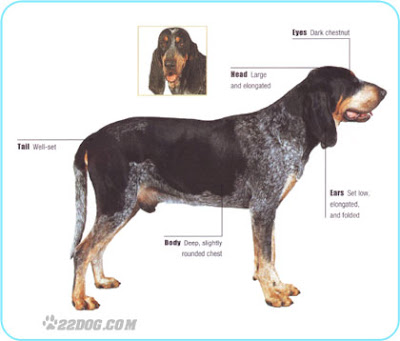 Eyes Dark chestnut
Head Large
and elongated
Tail Well-set
Ears Set low,
elongated,
and folded
Body Deep, slightly
rounded chest
22DOG.COM